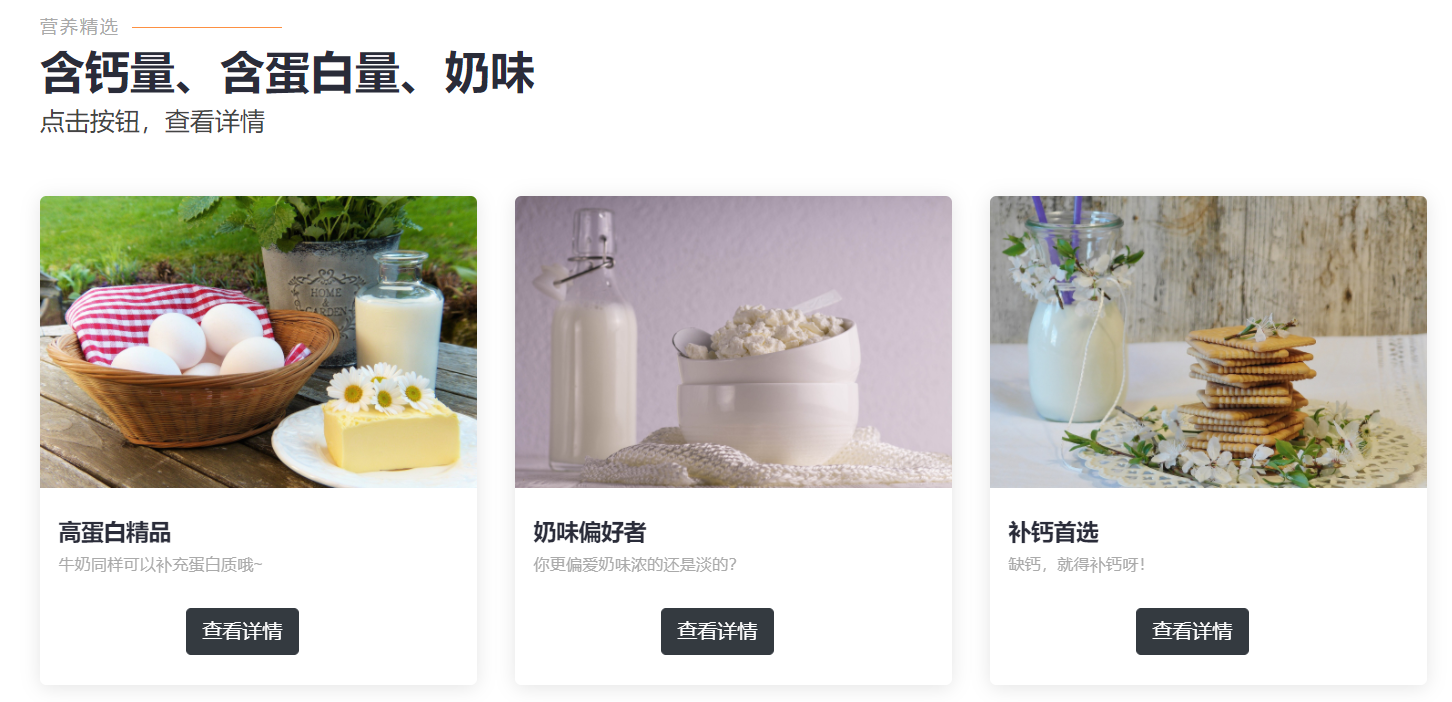 营养精选
含钙量、含蛋白量、奶味
点击按钮，查看详情
HOME
&
GARDEN
高蛋白精品
牛奶同样可以补充蛋白质哦~
查看详情
奶味偏好者
你更偏爱奶味浓的还是淡的?
查看详情
补钙首选
缺钙，就得补钙呀!
查看详情